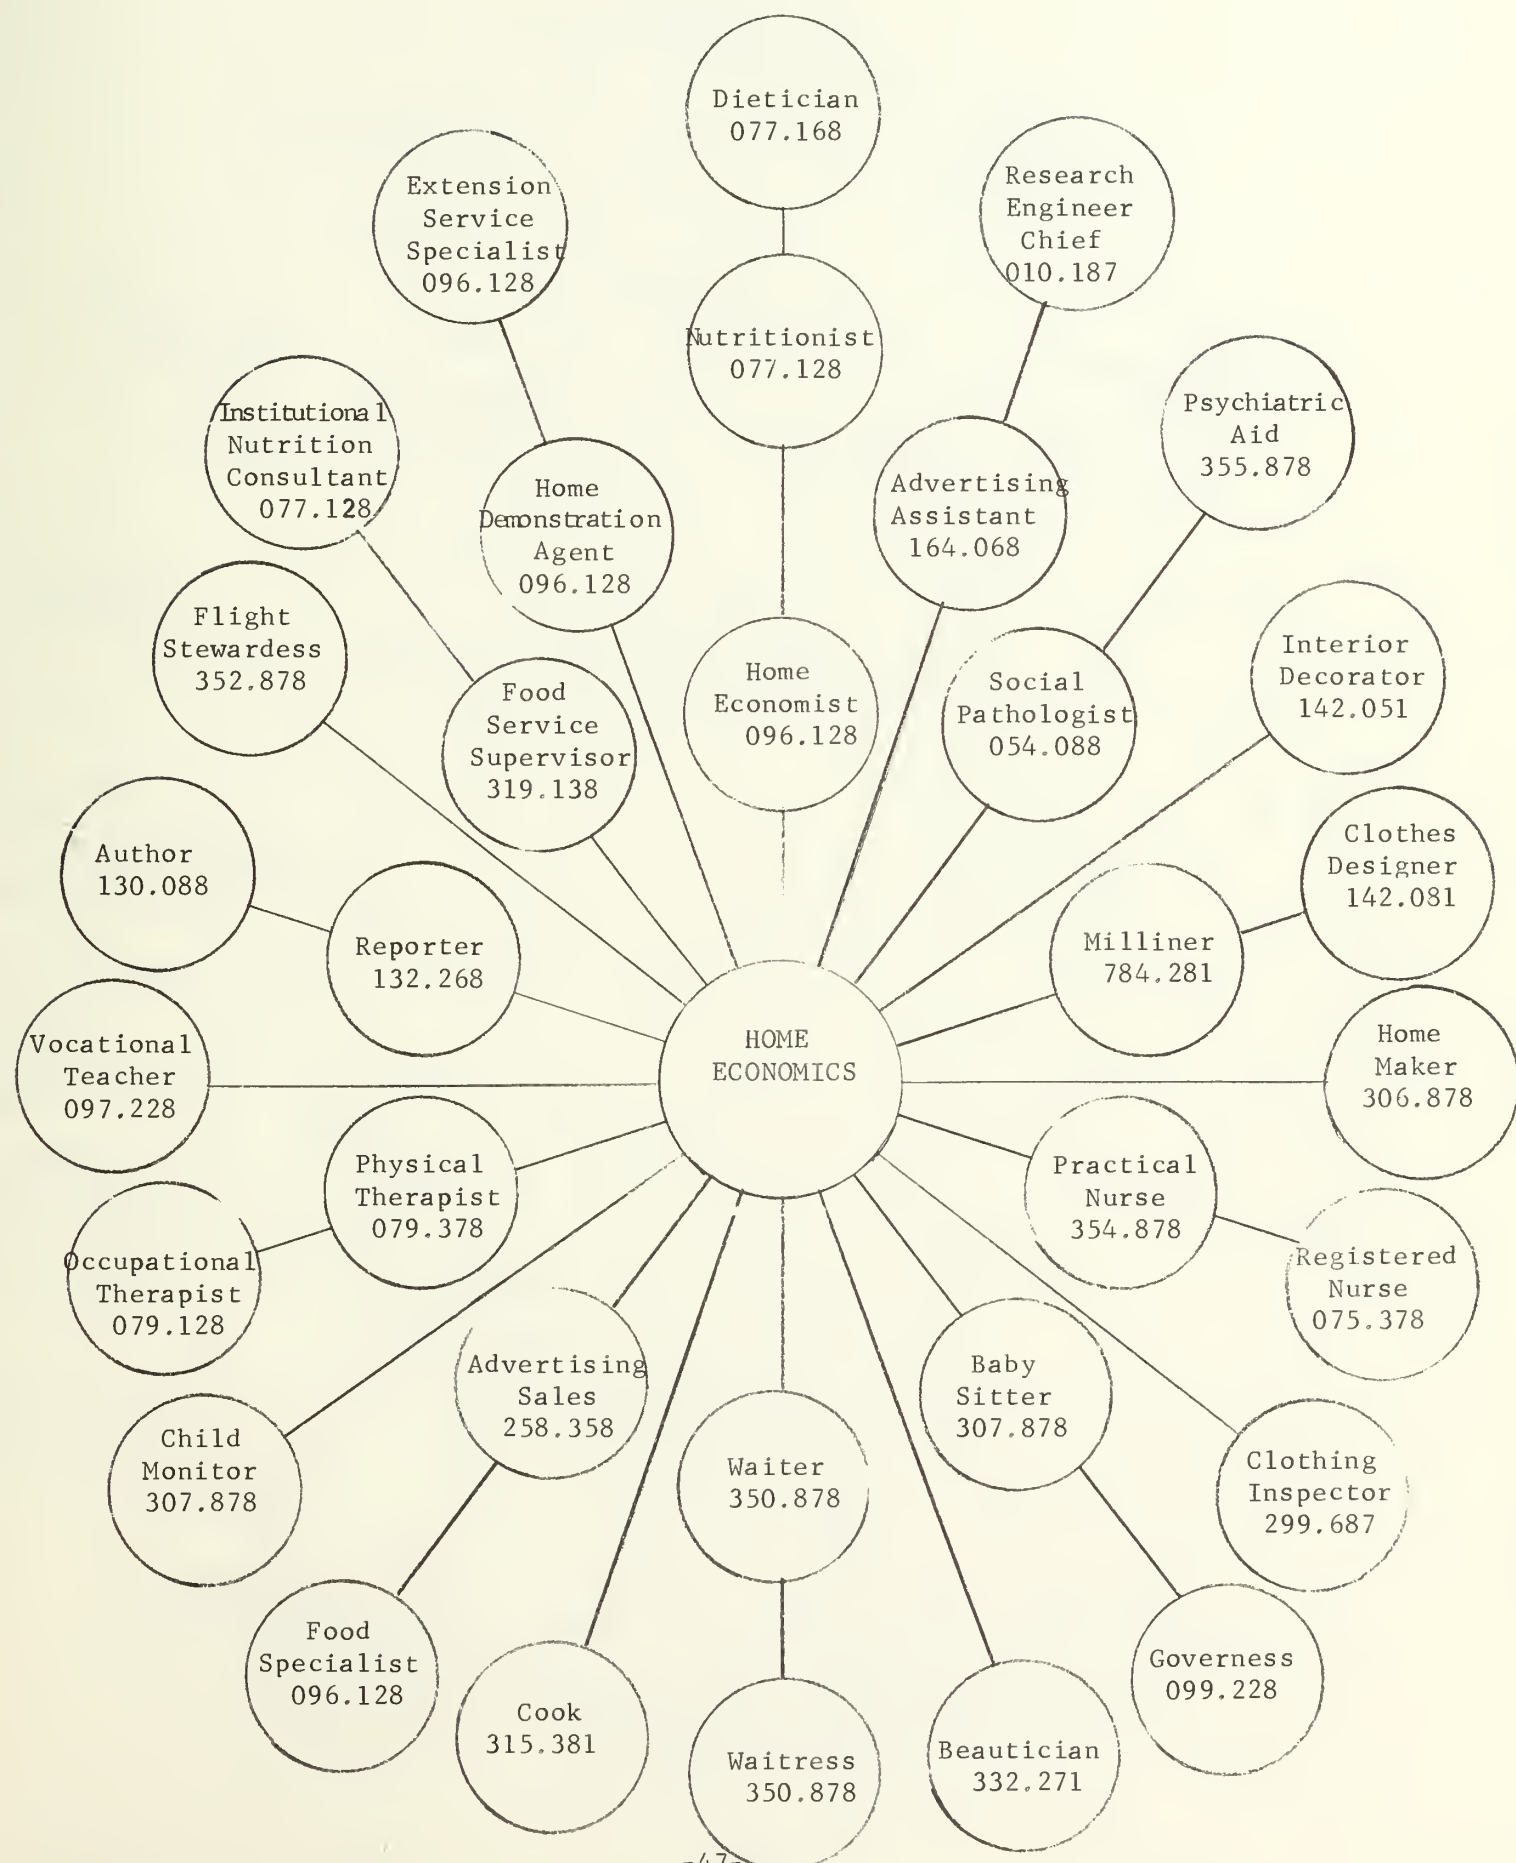 Dietician
077.168
Extension
Service
Specialist
096.128
Research
Engineer
Chief
010.187
Nutritionist
077.128
Institutional
Nutrition
Consultant
077.128
Psychiatric
Aid
355.878
Home
Demonstration
Agent
096.128
Advertising
Assistant
164.068
Flight
Stewardess
352.878
Food
Service
Supervisor
319.138
Home
Economist
096.128
Social
Pathologist
054.088
Interior
Decorator
142.051
Author
130.088
Reporter
132.268
Milliner
784.281
Clothes
Designer
142.081
Vocational
Teacher
097.228
HOME
ECONOMICS
Home
Maker
306.878
Physical
Therapist
079.378
Practical
Nurse
354.878
Occupational
Therapist
079.128
Registered
Nurse
075.378
Child
Monitor
307.878
Advertising
Sales
258.358
Waiter
350.878
Baby
Sitter
307.878
Clothing
Inspector
299.687
Food
Specialist
096.128
Cook
315.381
Waitress
350.878
Beautician
332.271
Governess
099.228
-47-